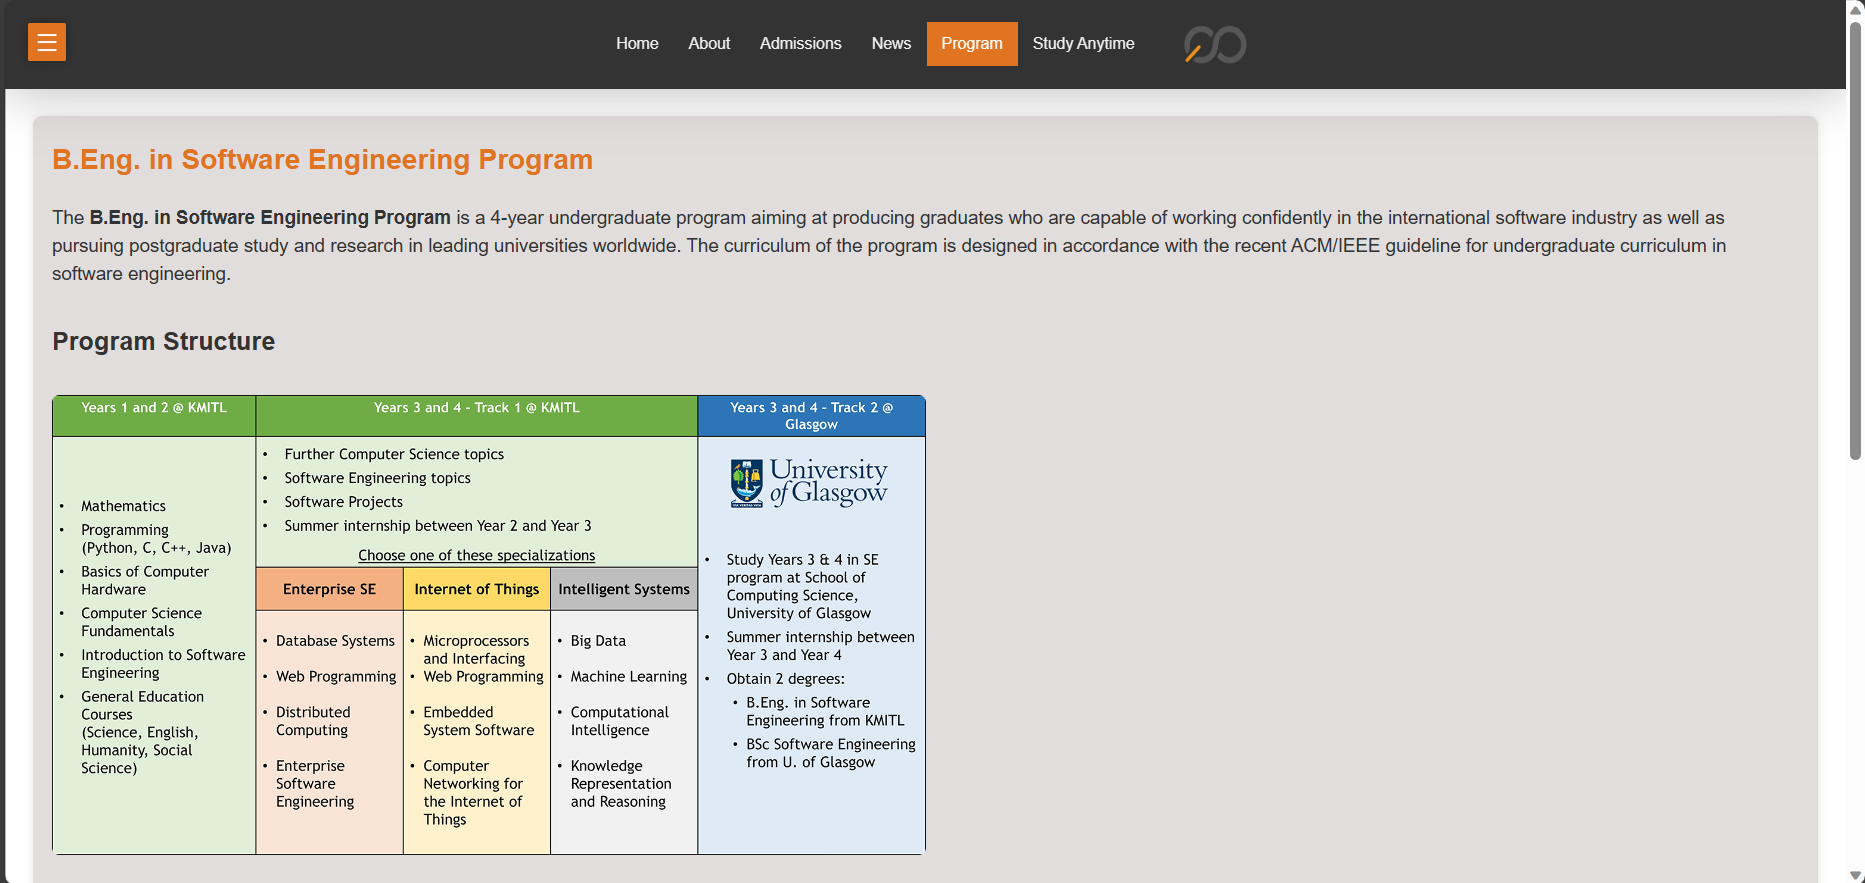 Home About Admissions News Program Study Anytime
B.Eng. in Software Engineering Program
The B.Eng. in Software Engineering Program is a 4-year undergraduate program aiming at producing graduates who are capable of working confidently in the international software industry as well as
pursuing postgraduate study and research in leading universities worldwide. The curriculum of the program is designed in accordance with the recent ACM/IEEE guideline for undergraduate curriculum in
software engineering.
Program Structure
Years 1 and 2 @ KMITL
• Mathematics
• Programming
(Python, C, C++, Java)
• Basics of Computer
Hardware
• Computer Science
Fundamentals
• Introduction to Software
Engineering
• General Education
Courses
(Science, English,
Humanity, Social
Science)
Years 3 and 4 - Track 1 @ KMITL
• Further Computer Science topics
• Software Engineering topics
• Software Projects
• Summer internship between Year 2 and Year 3
Choose one of these specializations
Enterprise SE
• Database Systems
• Web Programming
• Distributed
Computing
• Enterprise
Software
Engineering
Internet of Things
• Microprocessors
and Interfacing
• Web Programming
• Embedded
System Software
• Computer
Networking for
the Internet of
Things
Intelligent Systems
• Big Data
• Machine Learning
• Computational
Intelligence
• Knowledge
Representation
and Reasoning
Years 3 and 4 - Track 2 @
Glasgow
University
of Glasgow
• Study Years 3 & 4 in SE
program at School of
Computing Science,
University of Glasgow
• Summer internship between
Year 3 and Year 4
• Obtain 2 degrees:
• B.Eng. in Software
Engineering from KMITL
• BSc Software Engineering
from U. of Glasgow